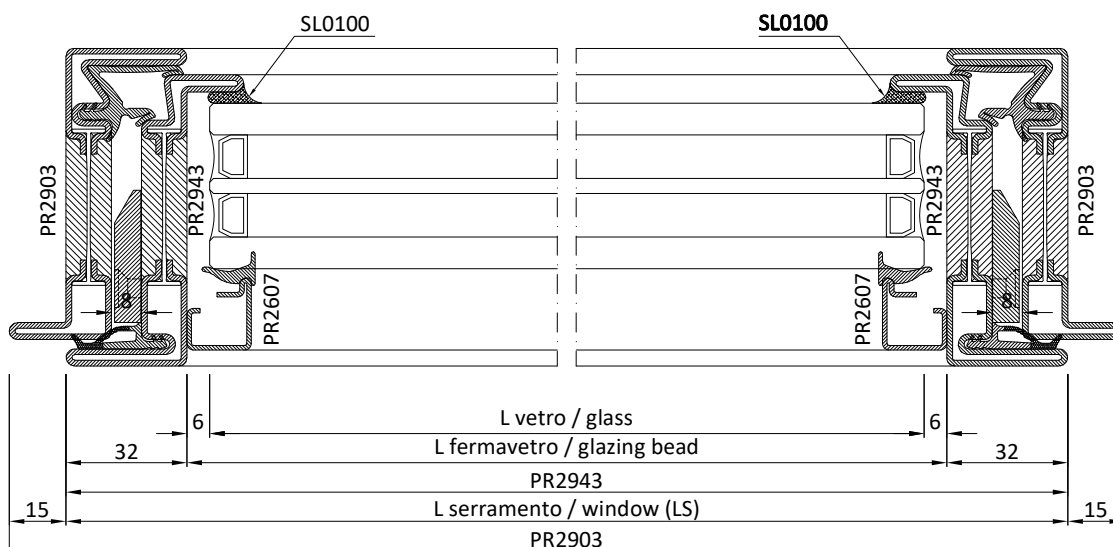 SL0100
SL0100
PR2903
PR2943
PR2943
PR2903
PR2607
PR2607
8
8
6
L vetro / glass
6
32
L fermavetro / glazing bead
32
PR2943
15
L serramento / window (LS)
15
PR2903